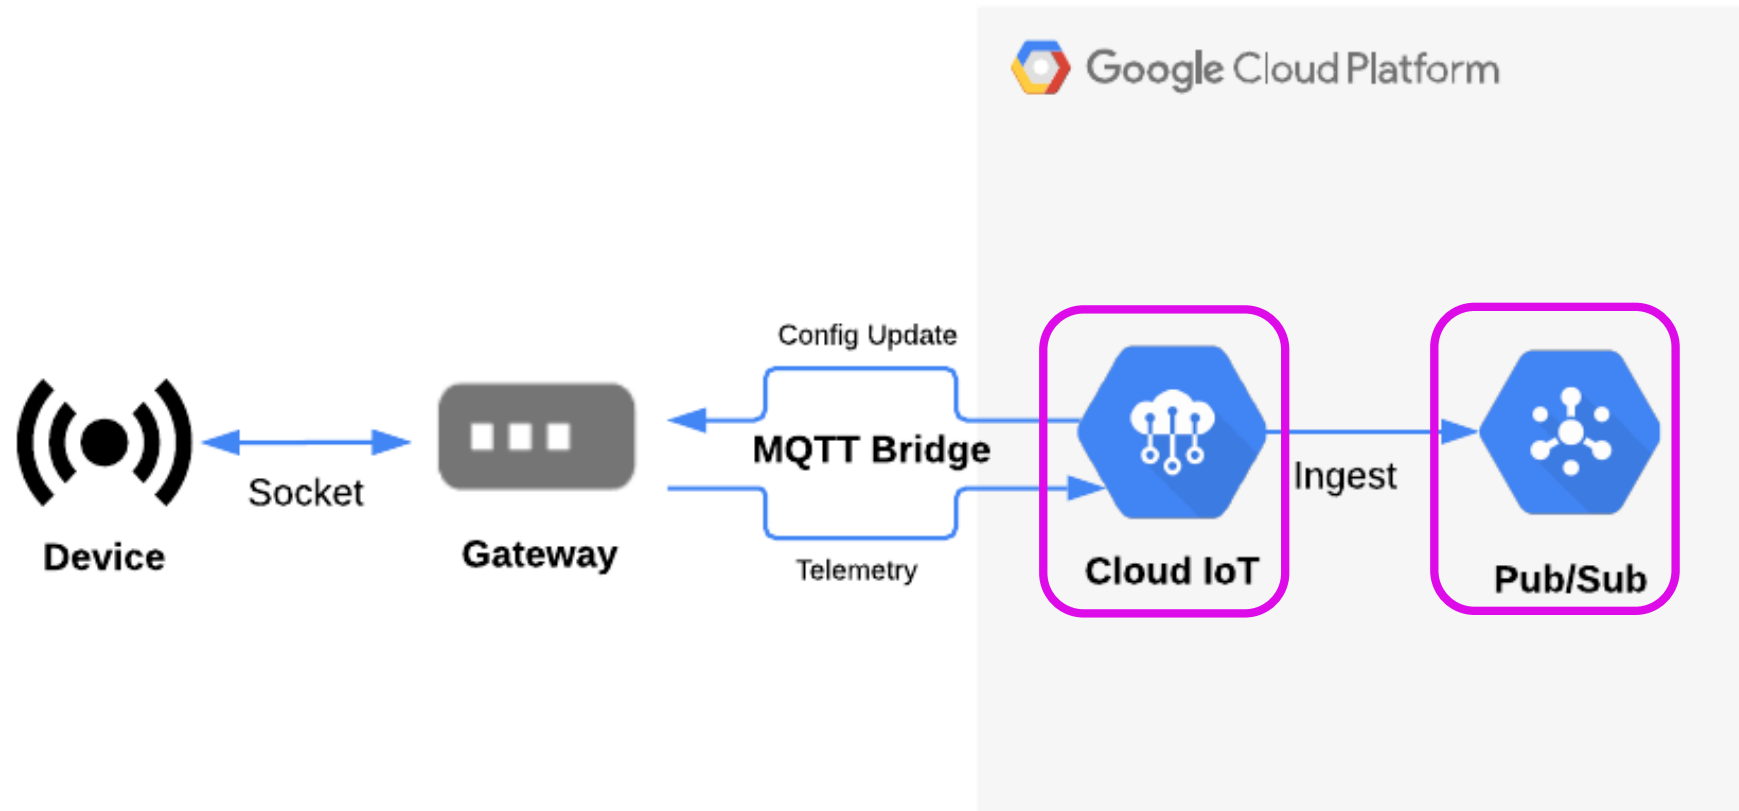 Google Cloud Platform
Config Update
MQTT Bridge
Socket
Ingest
Device
Gateway
Telemetry
Cloud IoT
Pub/Sub